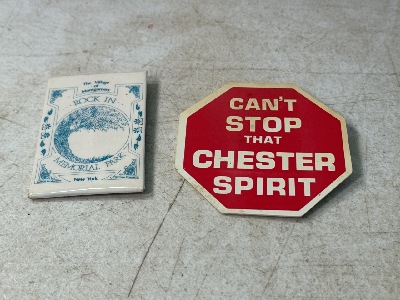 The Village
of
Montgomery
ROCK IN
MEMORIAL PARK
New York
CAN'T
STOP
THAT
CHESTER
SPIRIT